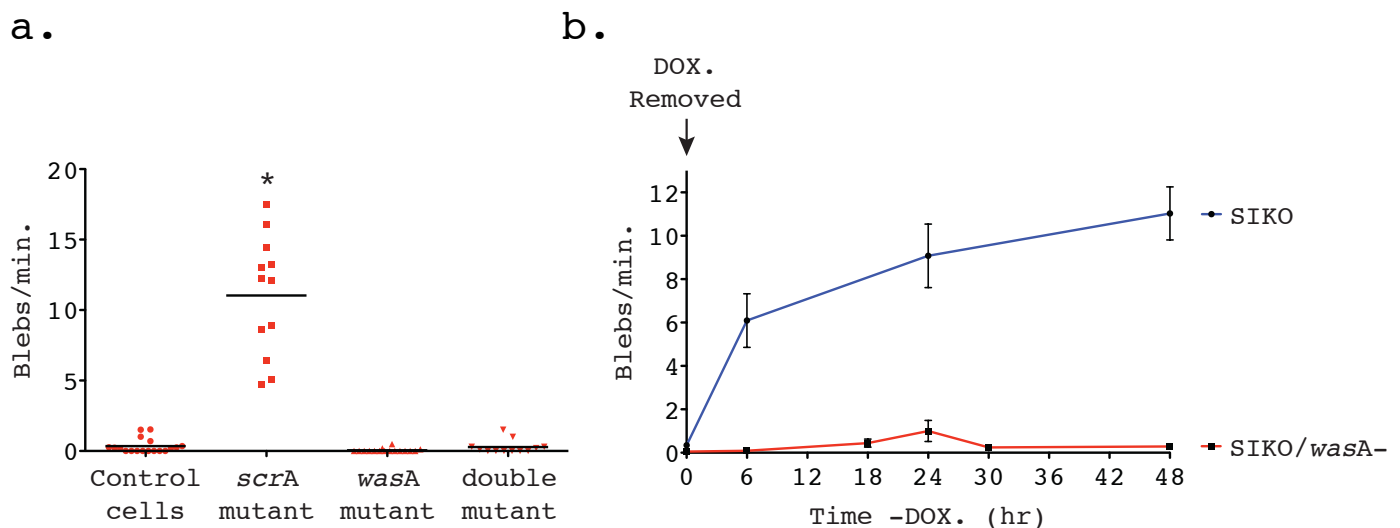 a.
20
15
10
5
0
Blebs/min.
*
Control cells
scrA mutant
wasA mutant
double mutant
b.
DOX.
Removed
12
10
8
6
4
2
0
Blebs/min.
0 6 12 18 24 30 36 42 48
Time -DOX. (hr)
SIKO
SIKO/wasA-